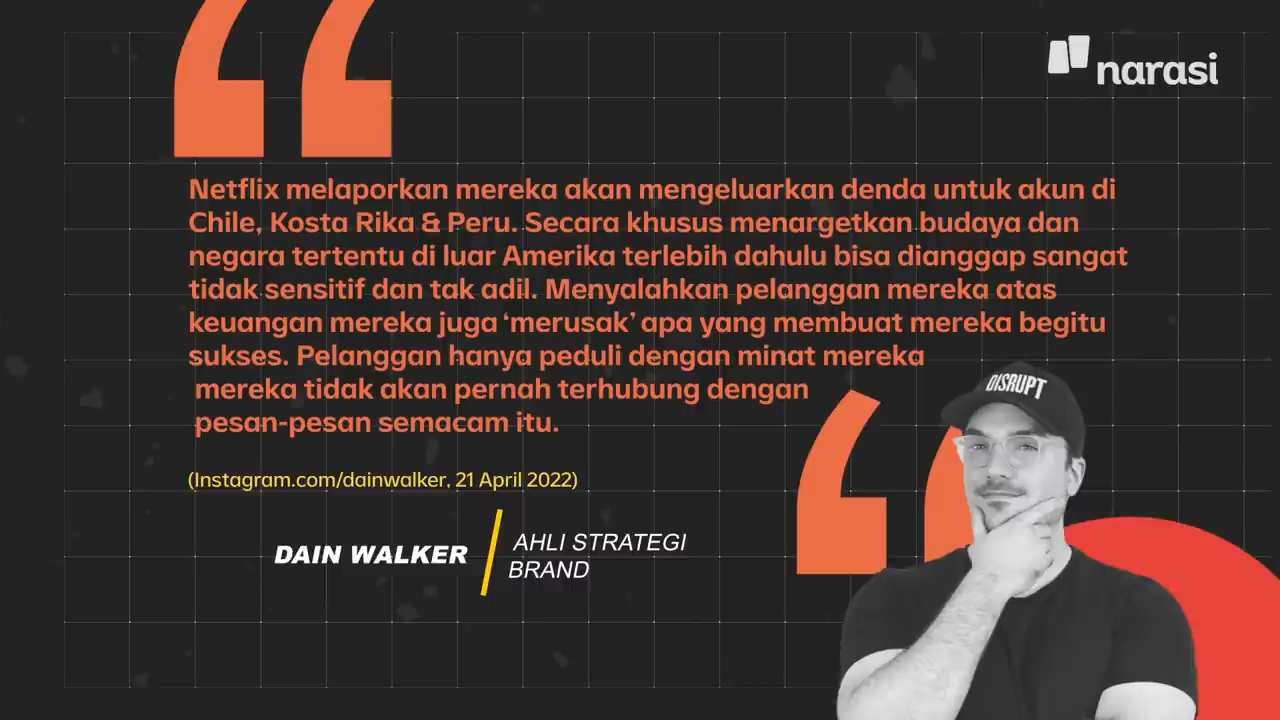 narasi
Netflix melaporkan mereka akan mengeluarkan denda untuk akun di
Chile, Kosta Rika & Peru. Secara khusus menargetkan budaya dan
negara tertentu di luar Amerika terlebih dahulu bisa dianggap sangat
tidak sensitif dan tak adil. Menyalahkan pelanggan mereka atas
keuangan mereka juga ‘merusak’ apa yang membuat mereka begitu
sukses. Pelanggan hanya peduli dengan minat mereka
mereka tidak akan pernah terhubung dengan
pesan-pesan semacam itu.
DISRUPT
(Instagram.com/dainwalker, 21 April 2022)
DAIN WALKER
AHLI STRATEGI
BRAND